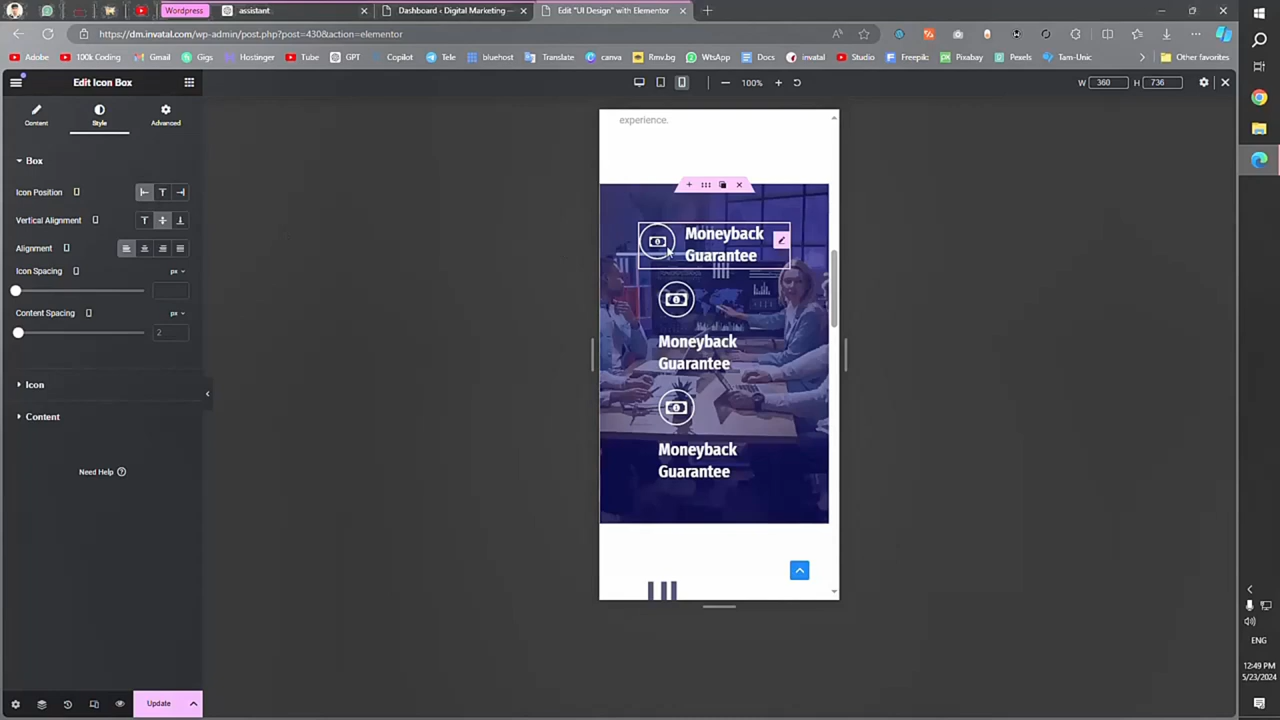 Wordpress
assistant
Dashboard ‹ Digital Marketing —
Edit "UI Design" with Elementor
https://dm.invatal.com/wp-admin/post.php?post=430&action=elementor
Adobe
100k Coding
Gmail
Gigs
Hostinger
Tube
GPT
Copilot
Tele
bluehost
Translate
canva
Rmv.bg
WtsApp
Docs
invatal
Studio
Freepik
Pixabay
Pexels
Tam-Unic
Other favorites
Edit Icon Box
100%
W
360
H
736
Content
Style
Advanced
Box
Icon Position
Vertical Alignment
Alignment
Icon Spacing
px
Content Spacing
px
2
Icon
Content
Need Help
Update
experience.
Moneyback
Guarantee
Moneyback
Guarantee
Moneyback
Guarantee
ENG
12:49 PM
5/23/2024